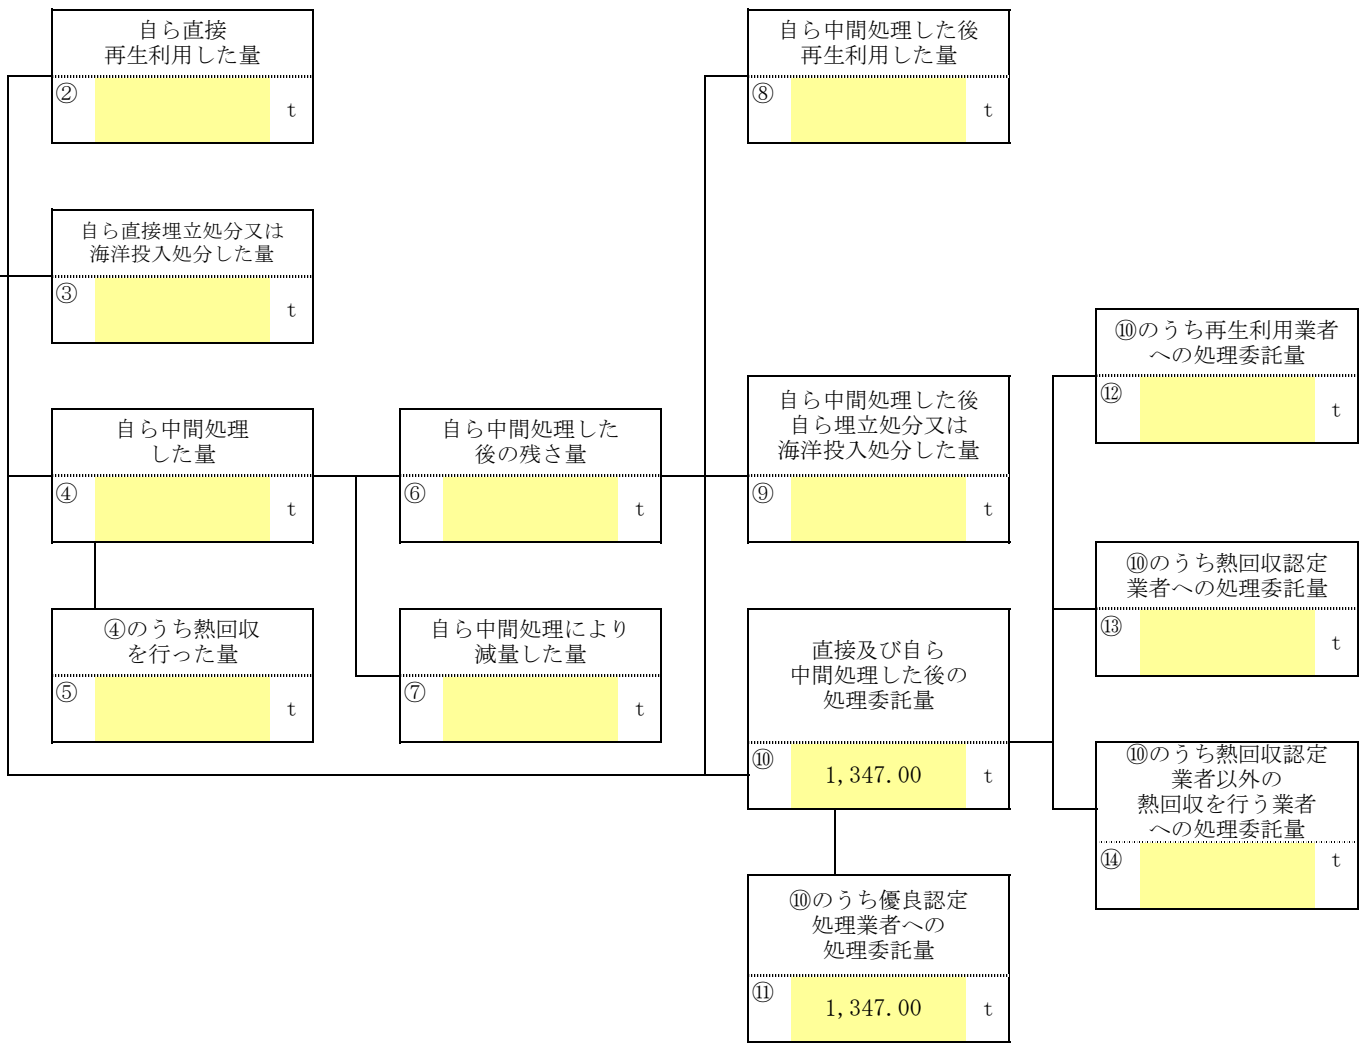 自ら直接
再生利用した量
②
t
自ら直接埋立処分又は
海洋投入処分した量
③
t
自ら中間処理
した量
④
t
④のうち熱回収
を行った量
⑤
t
自ら中間処理した
後の残さ量
⑥
t
自ら中間処理により
減量した量
⑦
t
自ら中間処理した後
再生利用した量
⑧
t
自ら中間処理した後
自ら埋立処分又は
海洋投入処分した量
⑨
t
直接及び自ら
中間処理した後の
処理委託量
⑩ 1,347.00 t
⑩のうち優良認定
処理業者への
処理委託量
⑪ 1,347.00 t
⑩のうち再生利用業者
への処理委託量
⑫
t
⑩のうち熱回収認定
業者への処理委託量
⑬
t
⑩のうち熱回収認定
業者以外の
熱回収を行う業者
への処理委託量
⑭
t